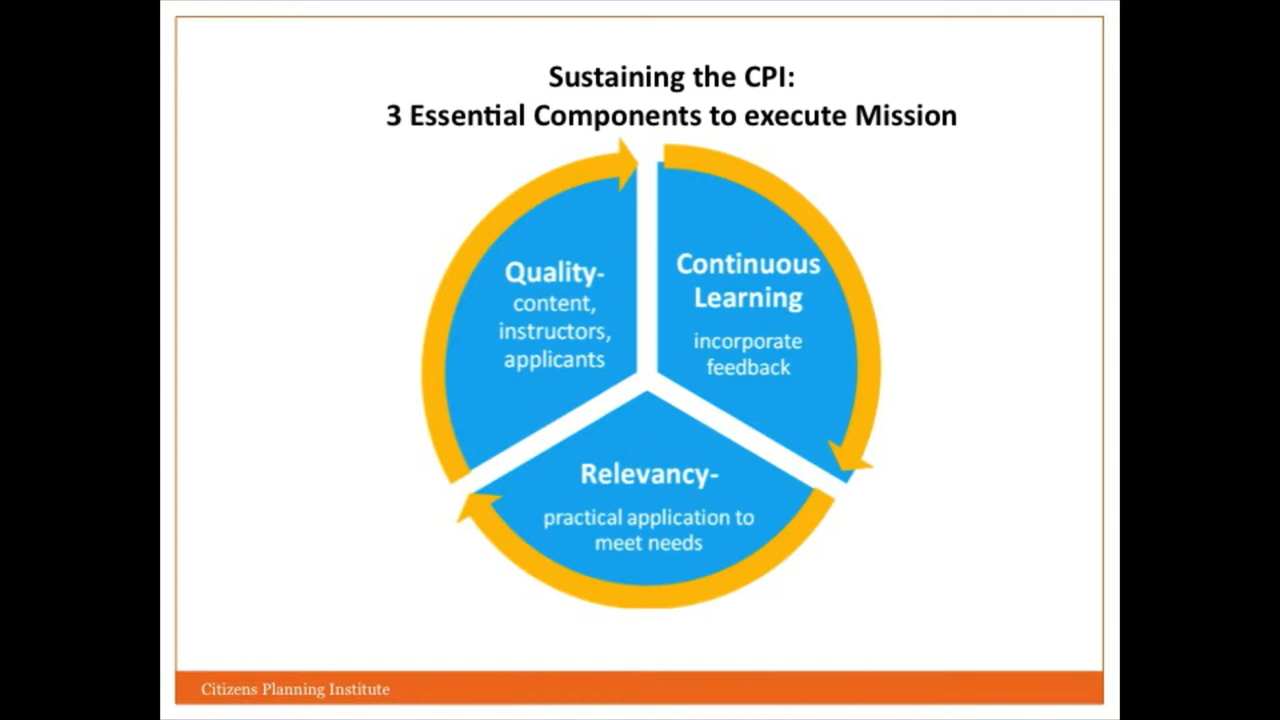 Sustaining the CPI:
3 Essential Components to execute Mission
Quality-
content,
instructors,
applicants
Continuous
Learning
incorporate
feedback
Relevancy-
practical application to
meet needs
Citizens Planning Institute